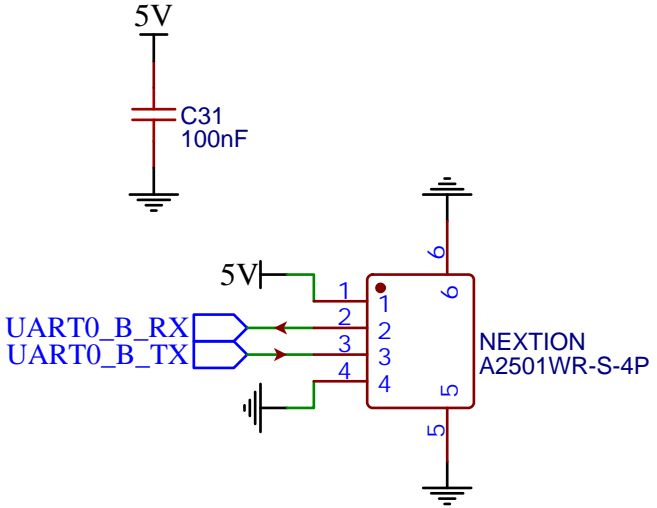 5V
C31
100nF
6
6
5V
1
1
UART0_B_RX
2
2
UART0_B_TX
3
3
4
4
NEXTION
A2501WR-S-4P
5
5